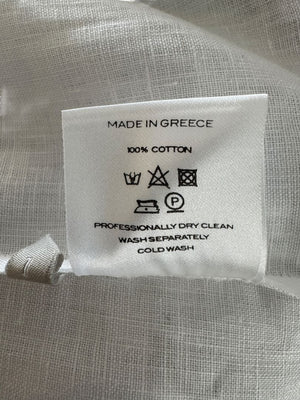 MADE IN GREECE
100% COTTON
P
PROFESSIONALLY DRY CLEAN
WASH SEPARATELY
COLD WASH